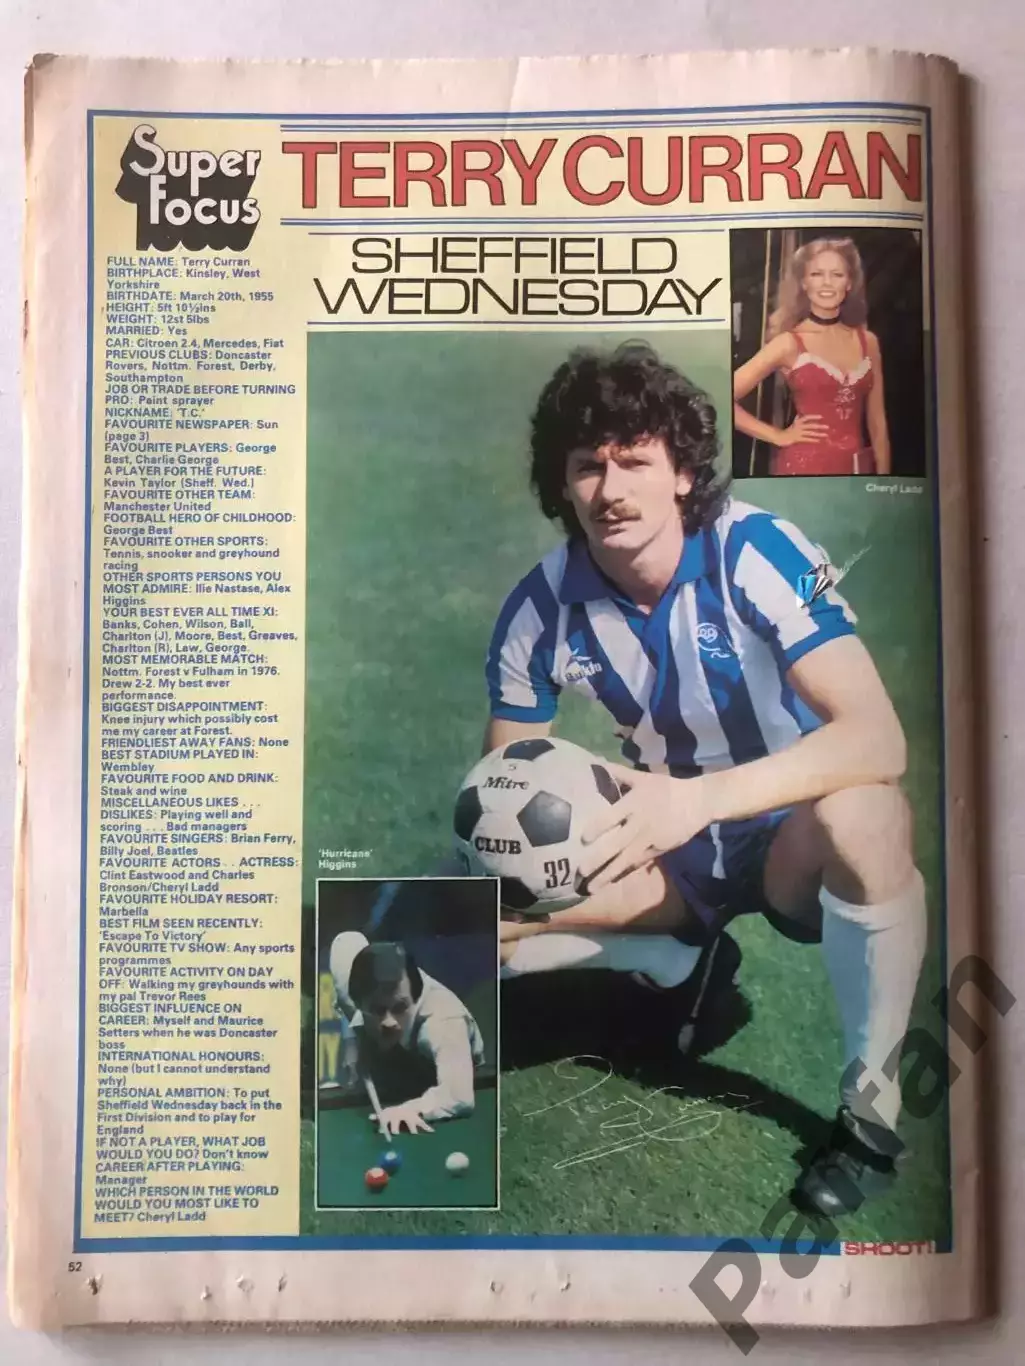 Super
Focus
TERRY CURRAN
SHEFFIELD
WEDNESDAY
FULL NAME: Terry Curran
BIRTHPLACE: Kinsley, West
Yorkshire
BIRTHDATE: March 20th, 1955
HEIGHT: 5ft 10½ins
WEIGHT: 12st 5lbs
MARRIED: Yes
CAR: Citroen 2.4, Mercedes, Fiat
PREVIOUS CLUBS: Doncaster
Rovers, Nottm. Forest, Derby,
Southampton
JOB OR TRADE BEFORE TURNING
PRO: Paint sprayer
NICKNAME: 'T.C.'
FAVOURITE NEWSPAPER: Sun
(page 3)
FAVOURITE PLAYERS: George
Best, Charlie George
A PLAYER FOR THE FUTURE:
Kevin Taylor (Sheff. Wed.)
FAVOURITE OTHER TEAM:
Manchester United
FOOTBALL HERO OF CHILDHOOD:
George Best
FAVOURITE OTHER SPORTS:
Tennis, snooker and greyhound
racing
OTHER SPORTS PERSONS YOU
MOST ADMIRE: Ilie Nastase, Alex
Higgins
YOUR BEST EVER ALL TIME XI:
Banks, Cohen, Wilson, Ball,
Charlton (J), Moore, Best, Greaves,
Charlton (R), Law, George.
MOST MEMORABLE MATCH:
Nottm. Forest v Fulham in 1976.
Drew 2-2. My best ever
performance.
BIGGEST DISAPPOINTMENT:
Knee injury which possibly cost
me my career at Forest.
FRIENDLIEST AWAY FANS: None
BEST STADIUM PLAYED IN:
Wembley
FAVOURITE FOOD AND DRINK:
Steak and wine
MISCELLANEOUS LIKES . . .
DISLIKES: Playing well and
scoring . . . Bad managers
FAVOURITE SINGERS: Brian Ferry,
Billy Joel, Beatles
FAVOURITE ACTORS . . ACTRESS:
Clint Eastwood and Charles
Bronson/Cheryl Ladd
FAVOURITE HOLIDAY RESORT:
Marbella
BEST FILM SEEN RECENTLY:
'Escape To Victory'
FAVOURITE TV SHOW: Any sports
programmes
FAVOURITE ACTIVITY ON DAY
OFF: Walking my greyhounds with
my pal Trevor Rees
BIGGEST INFLUENCE ON
CAREER: Myself and Maurice
Setters when he was Doncaster
boss
INTERNATIONAL HONOURS:
None (but I cannot understand
why)
PERSONAL AMBITION: To put
Sheffield Wednesday back in the
First Division and to play for
England
IF NOT A PLAYER, WHAT JOB
WOULD YOU DO? Don't know
CAREER AFTER PLAYING:
Manager
WHICH PERSON IN THE WORLD
WOULD YOU MOST LIKE TO
MEET? Cheryl Ladd
Cheryl Ladd
Bukta
5
Mitre
CLUB
32
'Hurricane'
Higgins
Terry Curran
SHOOT!
52
Panfan